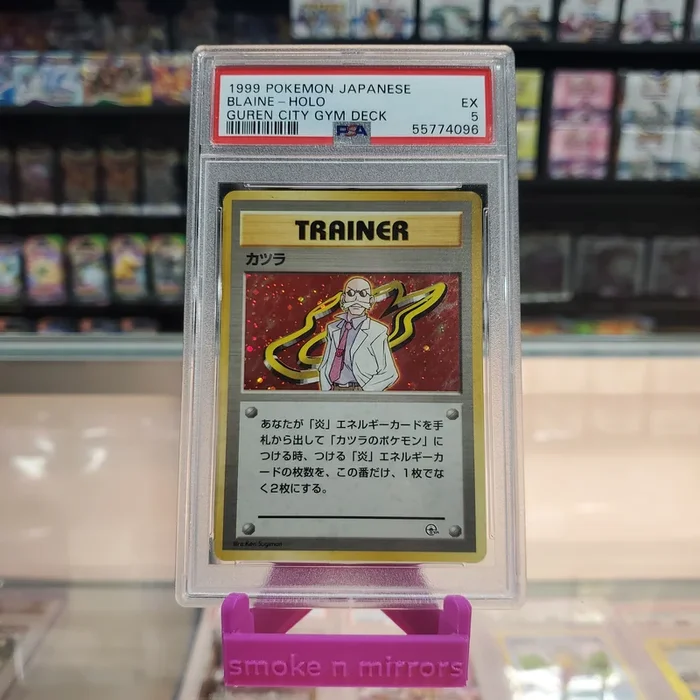 1999 POKEMON JAPANESE
BLAINE-HOLO EX
GUREN CITY GYM DECK 5
PSA 55774096
TRAINER
カツラ
あなたが「炎」エネルギーカードを手
札から出して「カツラのポケモン」に
つける時、つける「炎」エネルギーカ
ードの枚数を、この番だけ、1枚でな
く2枚にする。
smoke n mirrors